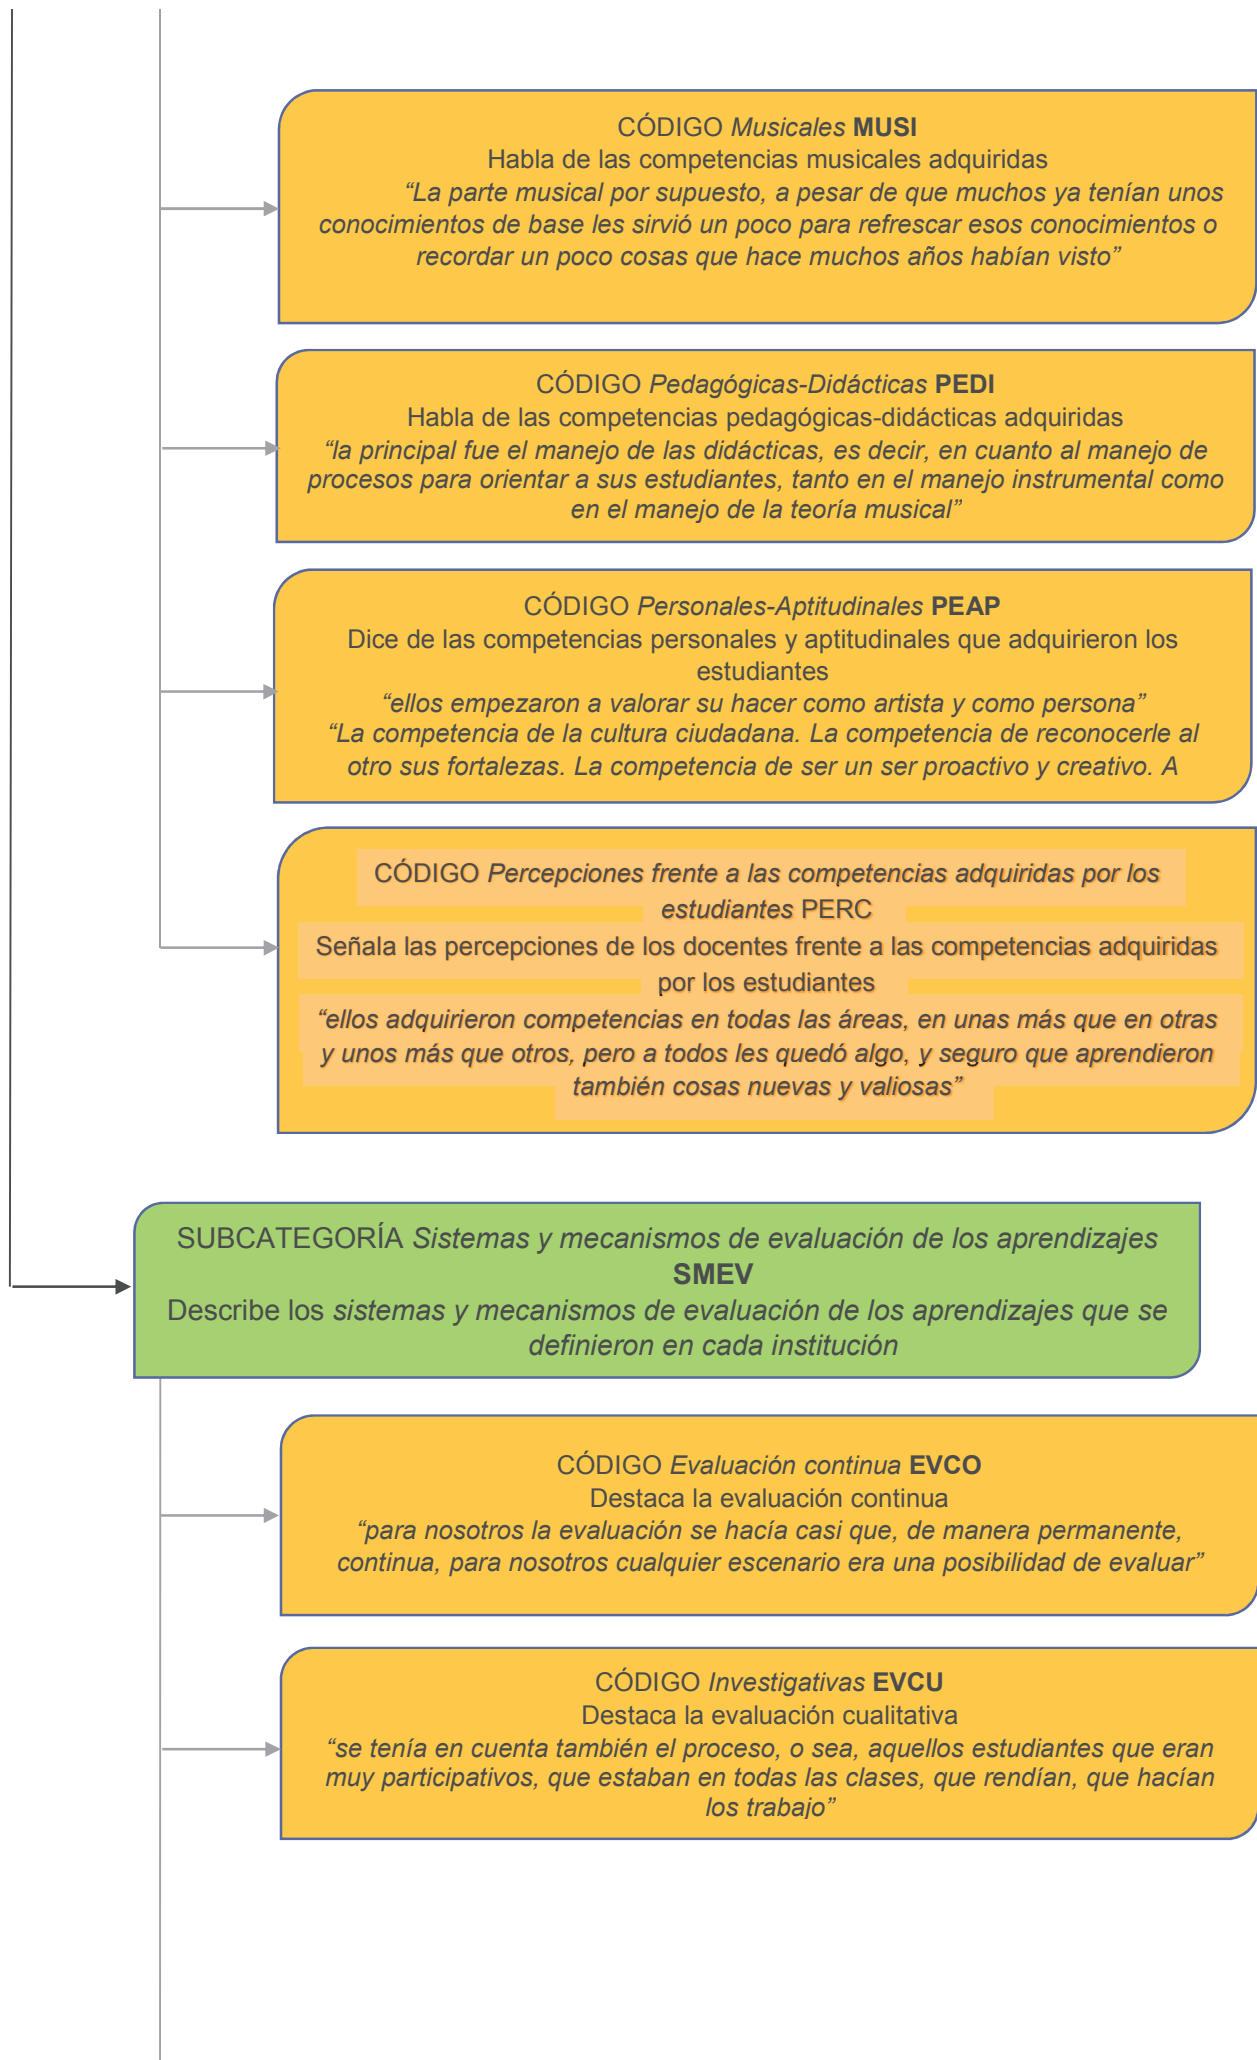 CÓDIGO Musicales MUSI
Habla de las competencias musicales adquiridas
“La parte musical por supuesto, a pesar de que muchos ya tenían unos
conocimientos de base les sirvió un poco para refrescar esos conocimientos o
recordar un poco cosas que hace muchos años habían visto”
CÓDIGO Pedagógicas-Didácticas PEDI
Habla de las competencias pedagógicas-didácticas adquiridas
“la principal fue el manejo de las didácticas, es decir, en cuanto al manejo de
procesos para orientar a sus estudiantes, tanto en el manejo instrumental como
en el manejo de la teoría musical”
CÓDIGO Personales-Aptitudinales PEAP
Dice de las competencias personales y aptitudinales que adquirieron los
estudiantes
“ellos empezaron a valorar su hacer como artista y como persona”
“La competencia de la cultura ciudadana. La competencia de reconocerle al
otro sus fortalezas. La competencia de ser un ser proactivo y creativo. A
CÓDIGO Percepciones frente a las competencias adquiridas por los
estudiantes PERC
Señala las percepciones de los docentes frente a las competencias adquiridas
por los estudiantes
“ellos adquirieron competencias en todas las áreas, en unas más que en otras
y unos más que otros, pero a todos les quedó algo, y seguro que aprendieron
también cosas nuevas y valiosas”
SUBCATEGORÍA Sistemas y mecanismos de evaluación de los aprendizajes
SMEV
Describe los sistemas y mecanismos de evaluación de los aprendizajes que se
definieron en cada institución
CÓDIGO Evaluación continua EVCO
Destaca la evaluación continua
“para nosotros la evaluación se hacía casi que, de manera permanente,
continua, para nosotros cualquier escenario era una posibilidad de evaluar”
CÓDIGO Investigativas EVCU
Destaca la evaluación cualitativa
“se tenía en cuenta también el proceso, o sea, aquellos estudiantes que eran
muy participativos, que estaban en todas las clases, que rendían, que hacían
los trabajo”